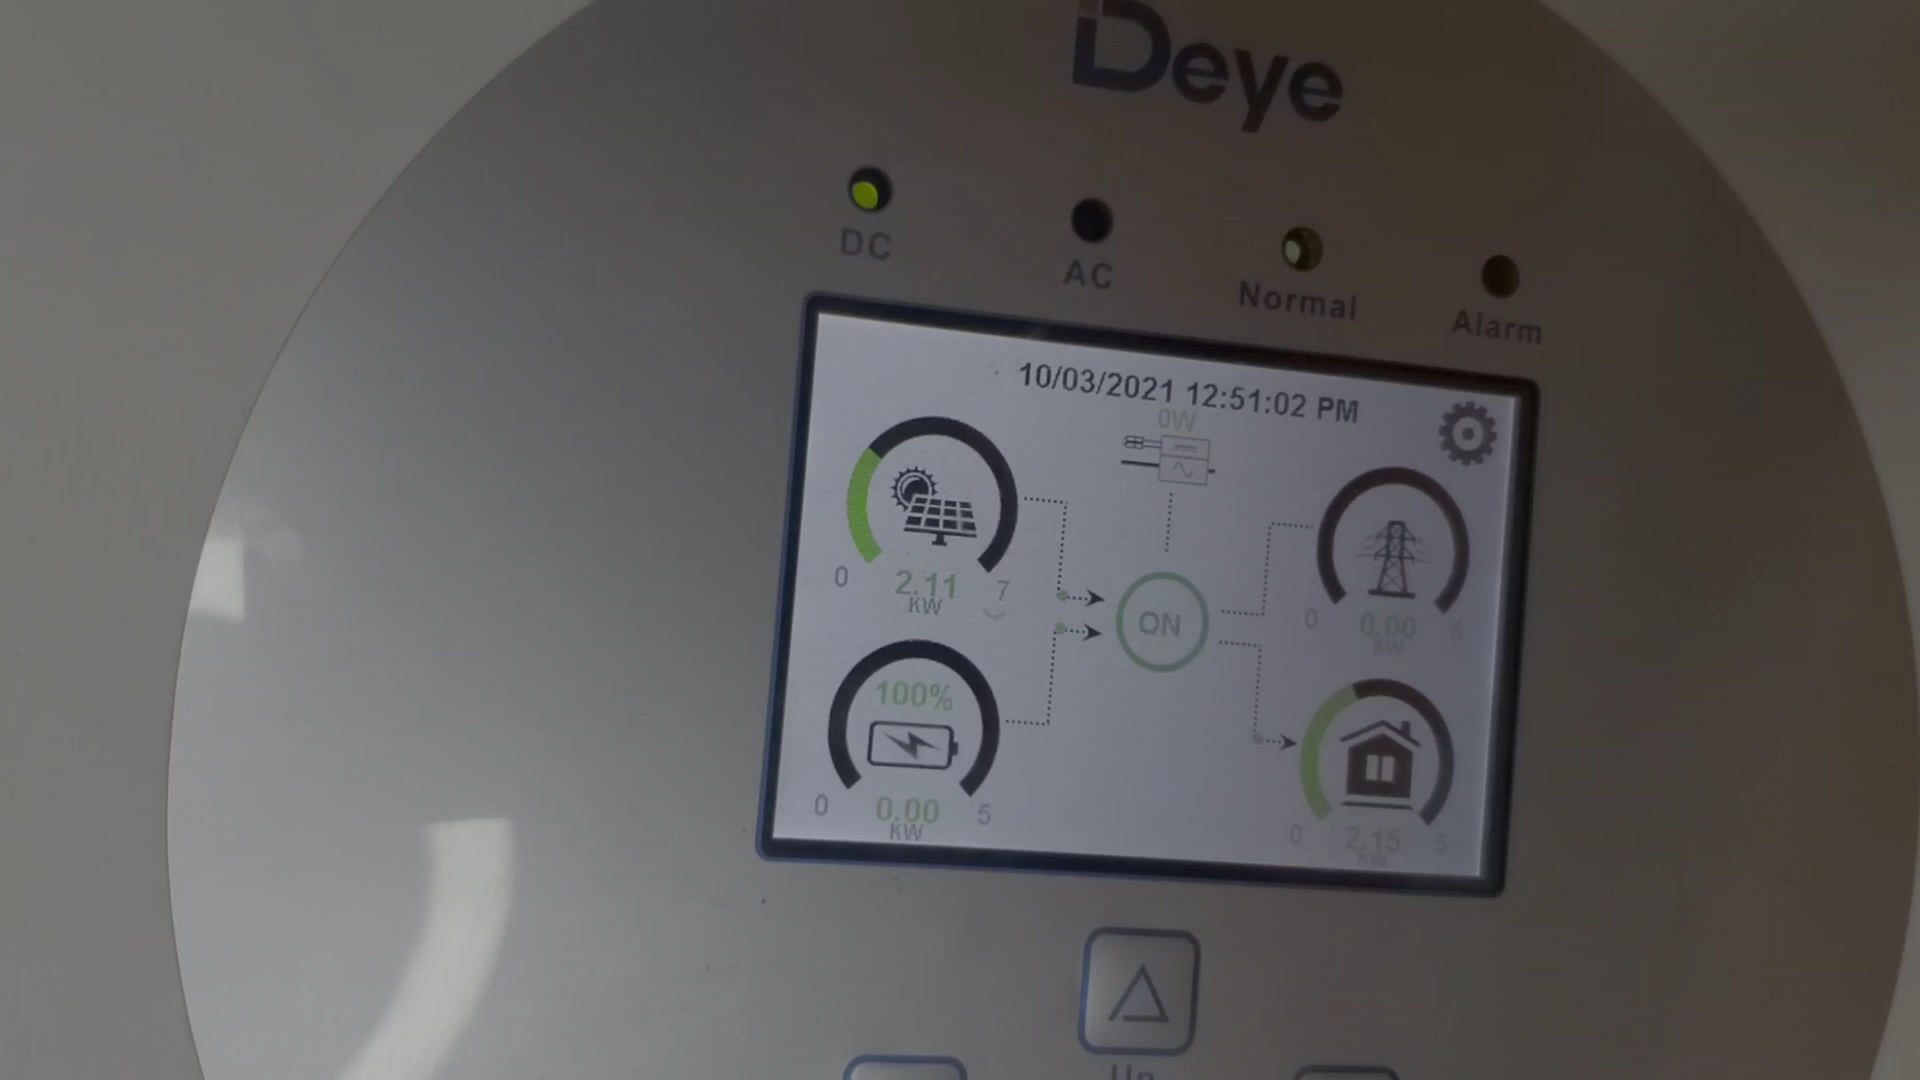 Deye
DC
AC
Normal
Alarm
10/03/2021 12:51:02 PM
0W
0
2.11
7
KW
ON
0
0.00
5
KW
100%
0
0.00
5
KW
0
2.15
5
KW
Up